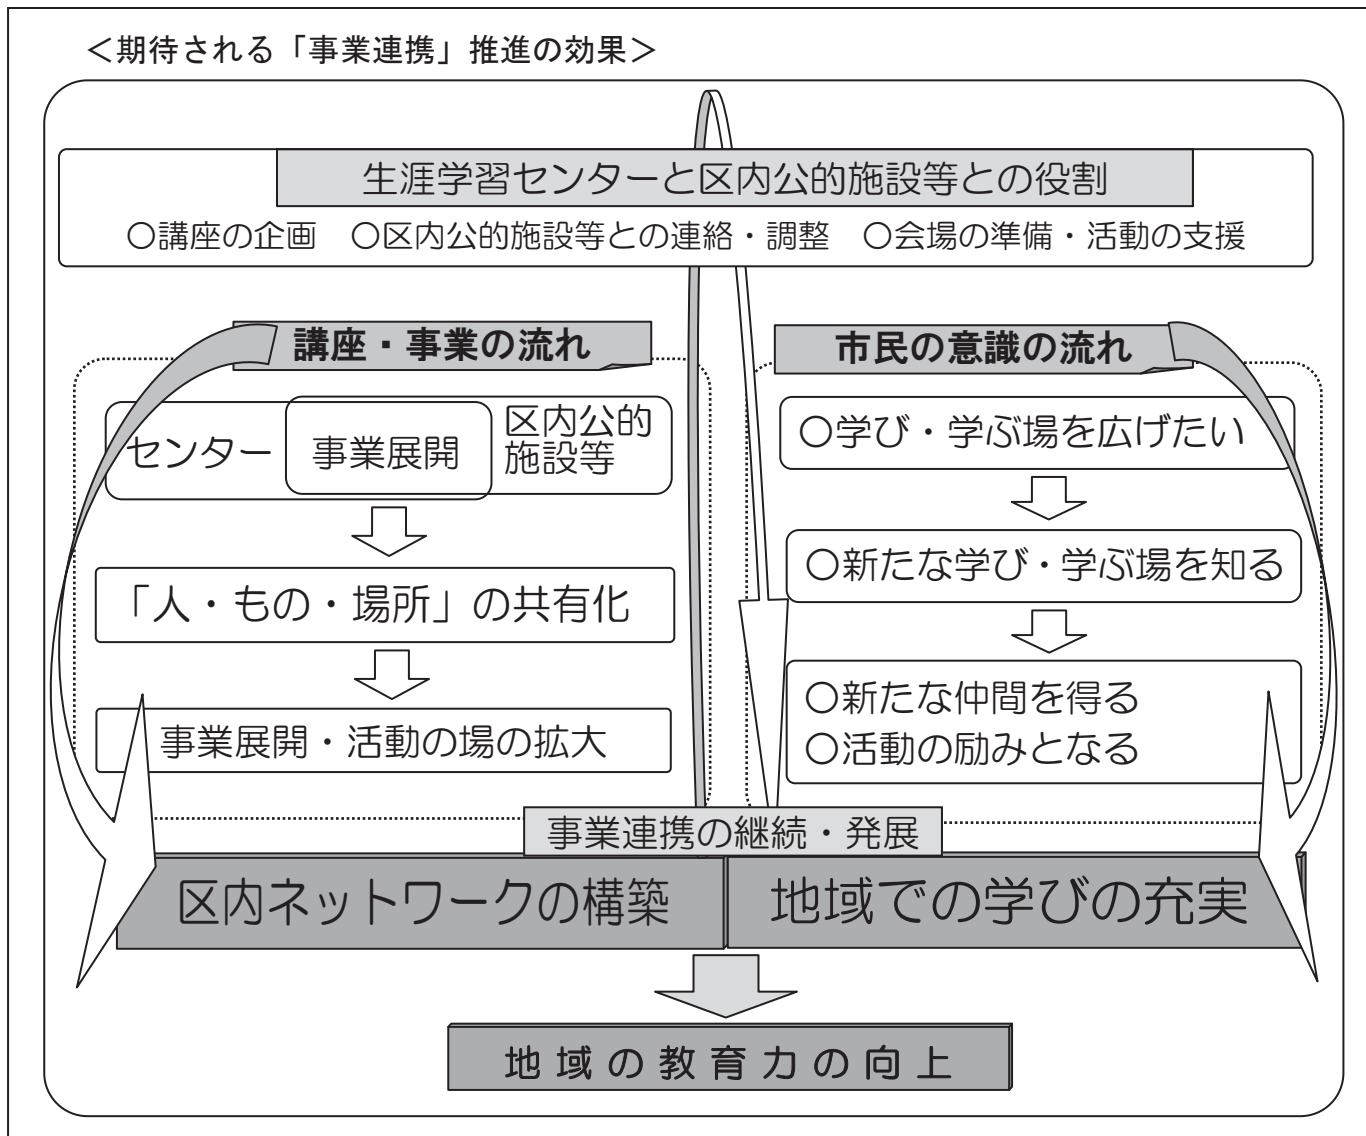 ＜期待される「事業連携」推進の効果＞
生涯学習センターと区内公的施設等との役割
○講座の企画　○区内公的施設等との連絡・調整　○会場の準備・活動の支援
講座・事業の流れ
センター
事業展開
区内公的
施設等
「人・もの・場所」の共有化
事業展開・活動の場の拡大
市民の意識の流れ
○学び・学ぶ場を広げたい
○新たな学び・学ぶ場を知る
○新たな仲間を得る
○活動の励みとなる
事業連携の継続・発展
区内ネットワークの構築
地域での学びの充実
地域の教育力の向上